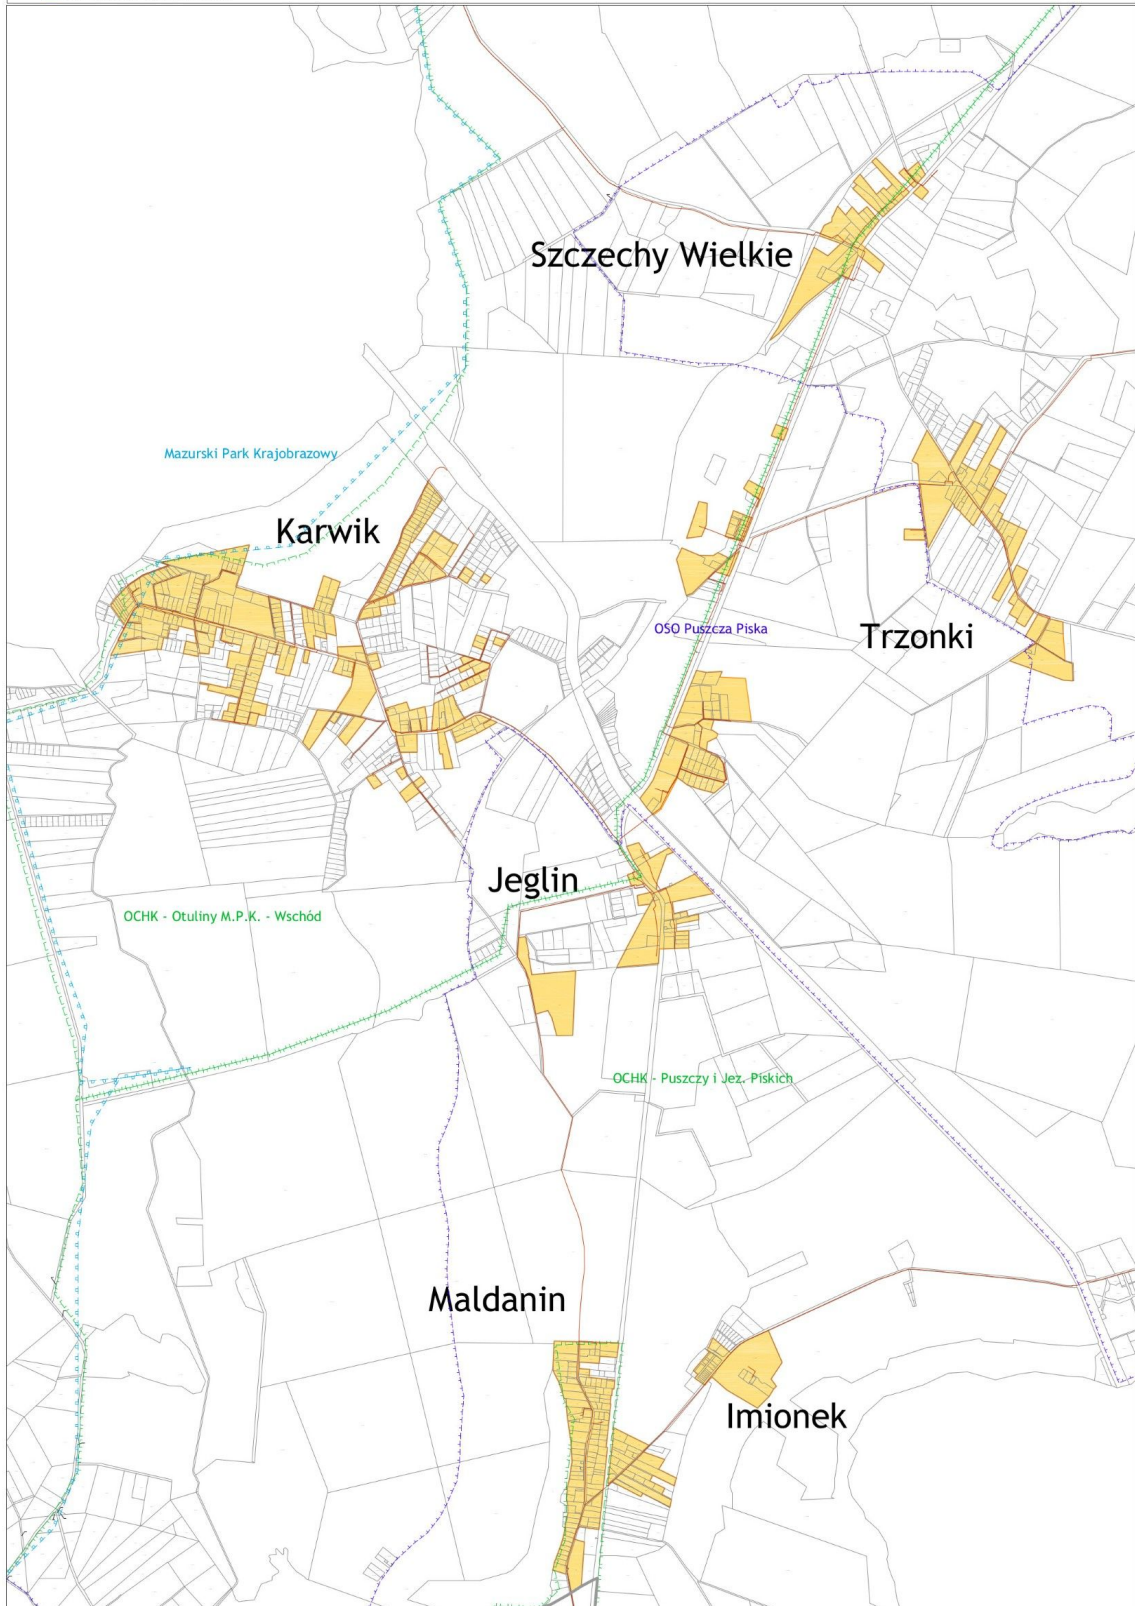 Szczechy Wielkie
Mazurski Park Krajobrazowy
Karwik
OSO Puszcza Piska
Trzonki
Jeglin
OCHK - Otuliny M.P.K. - Wschód
OCHK - Puszczy i Jez. Piskich
Maldanin
Imionek